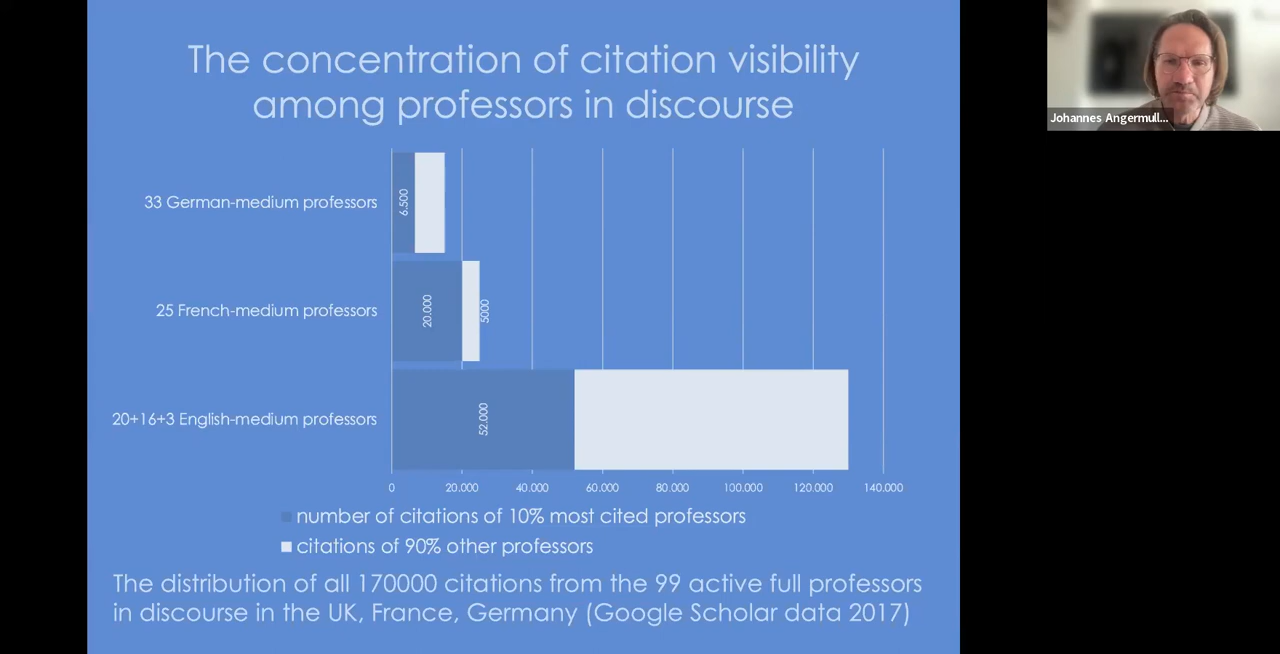 The concentration of citation visibility
among professors in discourse
Johannes Angermull...
33 German-medium professors
6.500
25 French-medium professors
20.000
5000
20+16+3 English-medium professors
52.000
0 20.000 40.000 60.000 80.000 100.000 120.000 140.000
number of citations of 10% most cited professors
citations of 90% other professors
The distribution of all 170000 citations from the 99 active full professors
in discourse in the UK, France, Germany (Google Scholar data 2017)